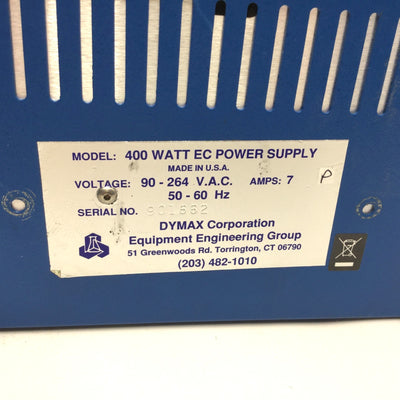 MODEL: 400 WATT EC POWER SUPPLY
MADE IN U.S.A.
VOLTAGE: 90 - 264 V.A.C. AMPS: 7
50 - 60 Hz
P
SERIAL NO. 901662
DYMAX Corporation
Equipment Engineering Group
51 Greenwoods Rd. Torrington, CT 06790
(203) 482-1010